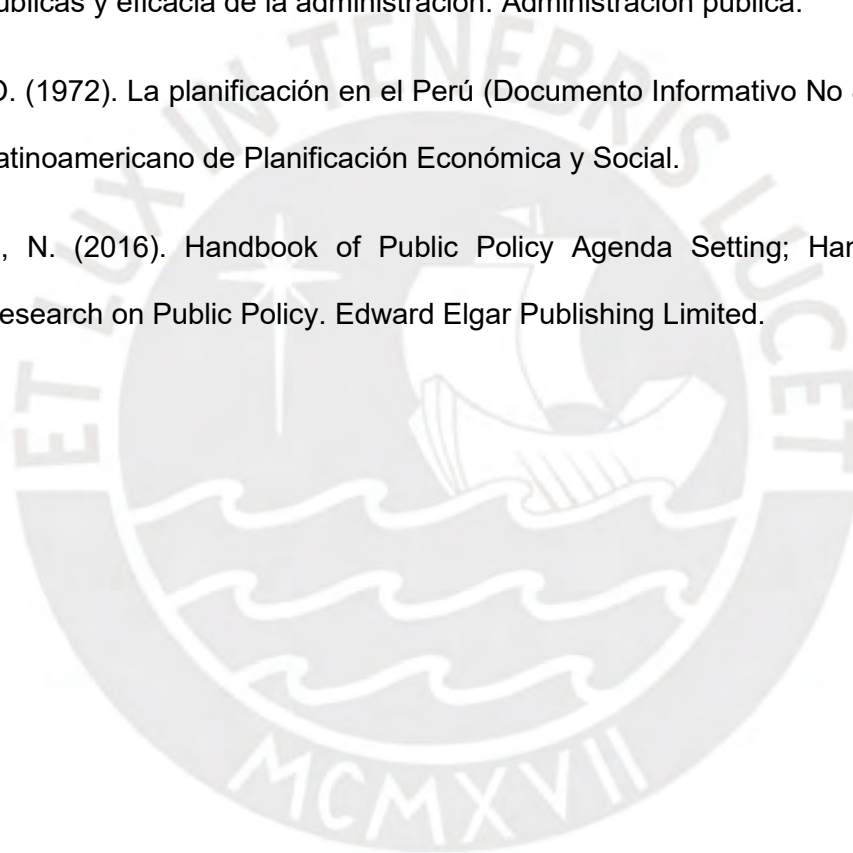 úblicas y eficacia de la administración. Administración pública.
D. (1972). La planificación en el Perú (Documento Informativo No
atinoamericano de Planificación Económica y Social.
, N. (2016). Handbook of Public Policy Agenda Setting; Han
esearch on Public Policy. Edward Elgar Publishing Limited.
ET LUX IN TENEBRIS LUCET
MCMXVII